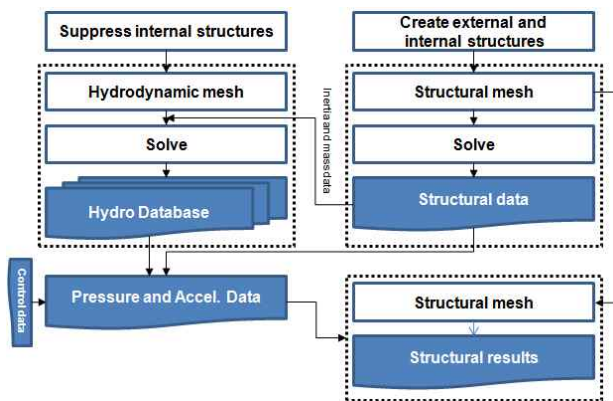 Suppress internal structures
Create external and
internal structures
Hydrodynamic mesh
Structural mesh
Inertia and mass data
Solve
Solve
Hydro Database
Structural data
Control data
Pressure and Accel. Data
Structural mesh
Structural results